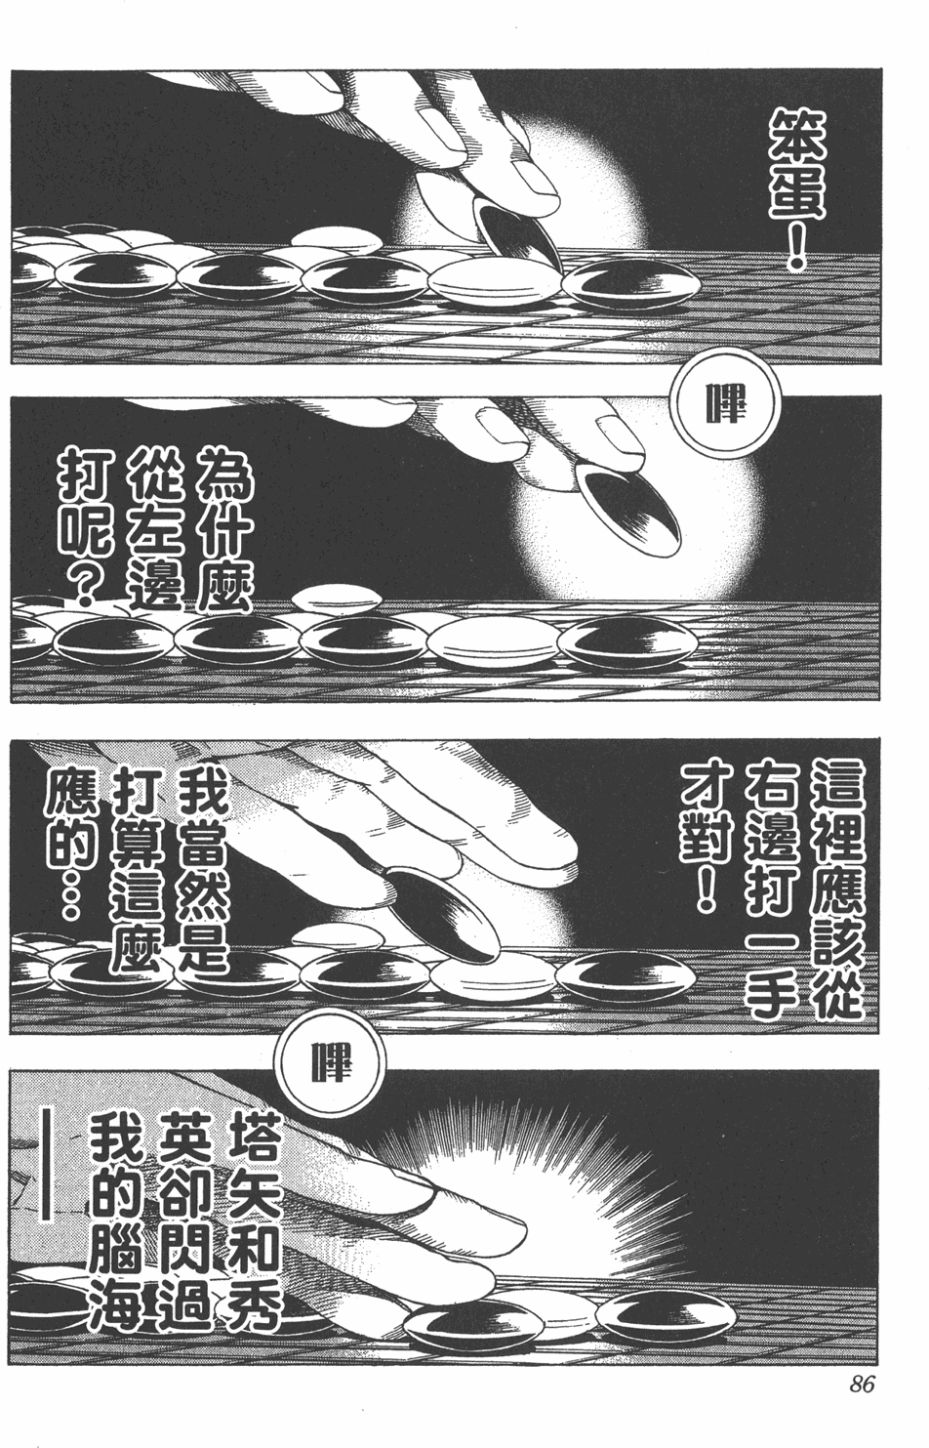 笨蛋！
嗶
為什麼
從左邊
打呢？
這裡應該從
右邊打一手
才對！
我當然是
打算這麼
應的…
嗶
塔矢和秀
英卻閃過
我的腦海
—
86